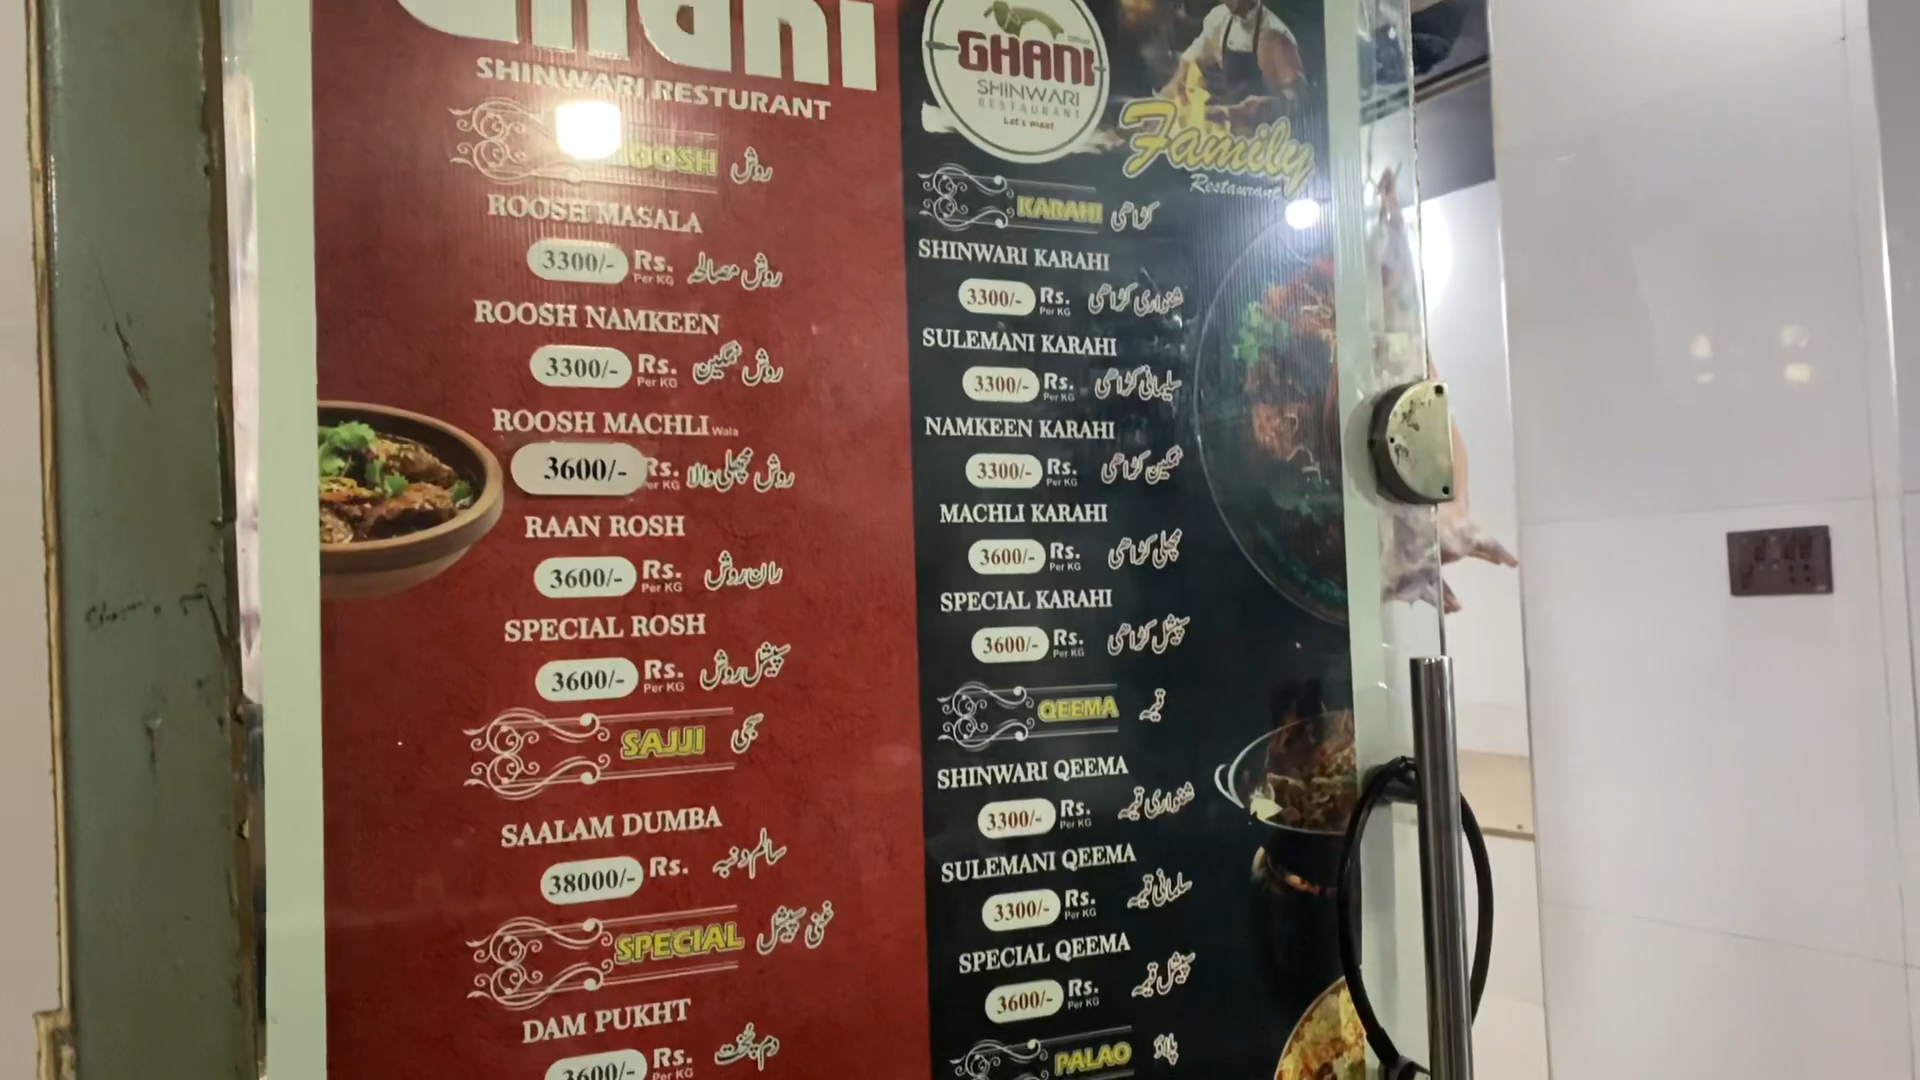 Ghani
SHINWARI RESTURANT
ROOSH روش
ROOSH MASALA
3300/- Rs. Per KG روش مصالحہ
ROOSH NAMKEEN
3300/- Rs. Per KG روش نمکین
ROOSH MACHLI Wala
3600/- Rs. Per KG روش مچھلی والا
RAAN ROSH
3600/- Rs. Per KG ران روش
SPECIAL ROSH
3600/- Rs. Per KG سپیشل روش
SAJJI سجی
SAALAM DUMBA
38000/- Rs. سالم دنبہ
SPECIAL غنی سپیشل
DAM PUKHT
3600/- Rs. Per KG دم پخت
GHANI
SHINWARI
RESTAURANT
Let's meat
Family
Restaurant
KARAHI کڑاھی
SHINWARI KARAHI
3300/- Rs. Per KG شنواری کڑاھی
SULEMANI KARAHI
3300/- Rs. Per KG سلیمانی کڑاھی
NAMKEEN KARAHI
3300/- Rs. Per KG نمکین کڑاھی
MACHLI KARAHI
3600/- Rs. Per KG مچھلی کڑاھی
SPECIAL KARAHI
3600/- Rs. Per KG سپیشل کڑاھی
QEEMA قیمہ
SHINWARI QEEMA
3300/- Rs. Per KG شنواری قیمہ
SULEMANI QEEMA
3300/- Rs. Per KG سلمانی قیمہ
SPECIAL QEEMA
3600/- Rs. Per KG سپیشل قیمہ
PALAO پلاؤ